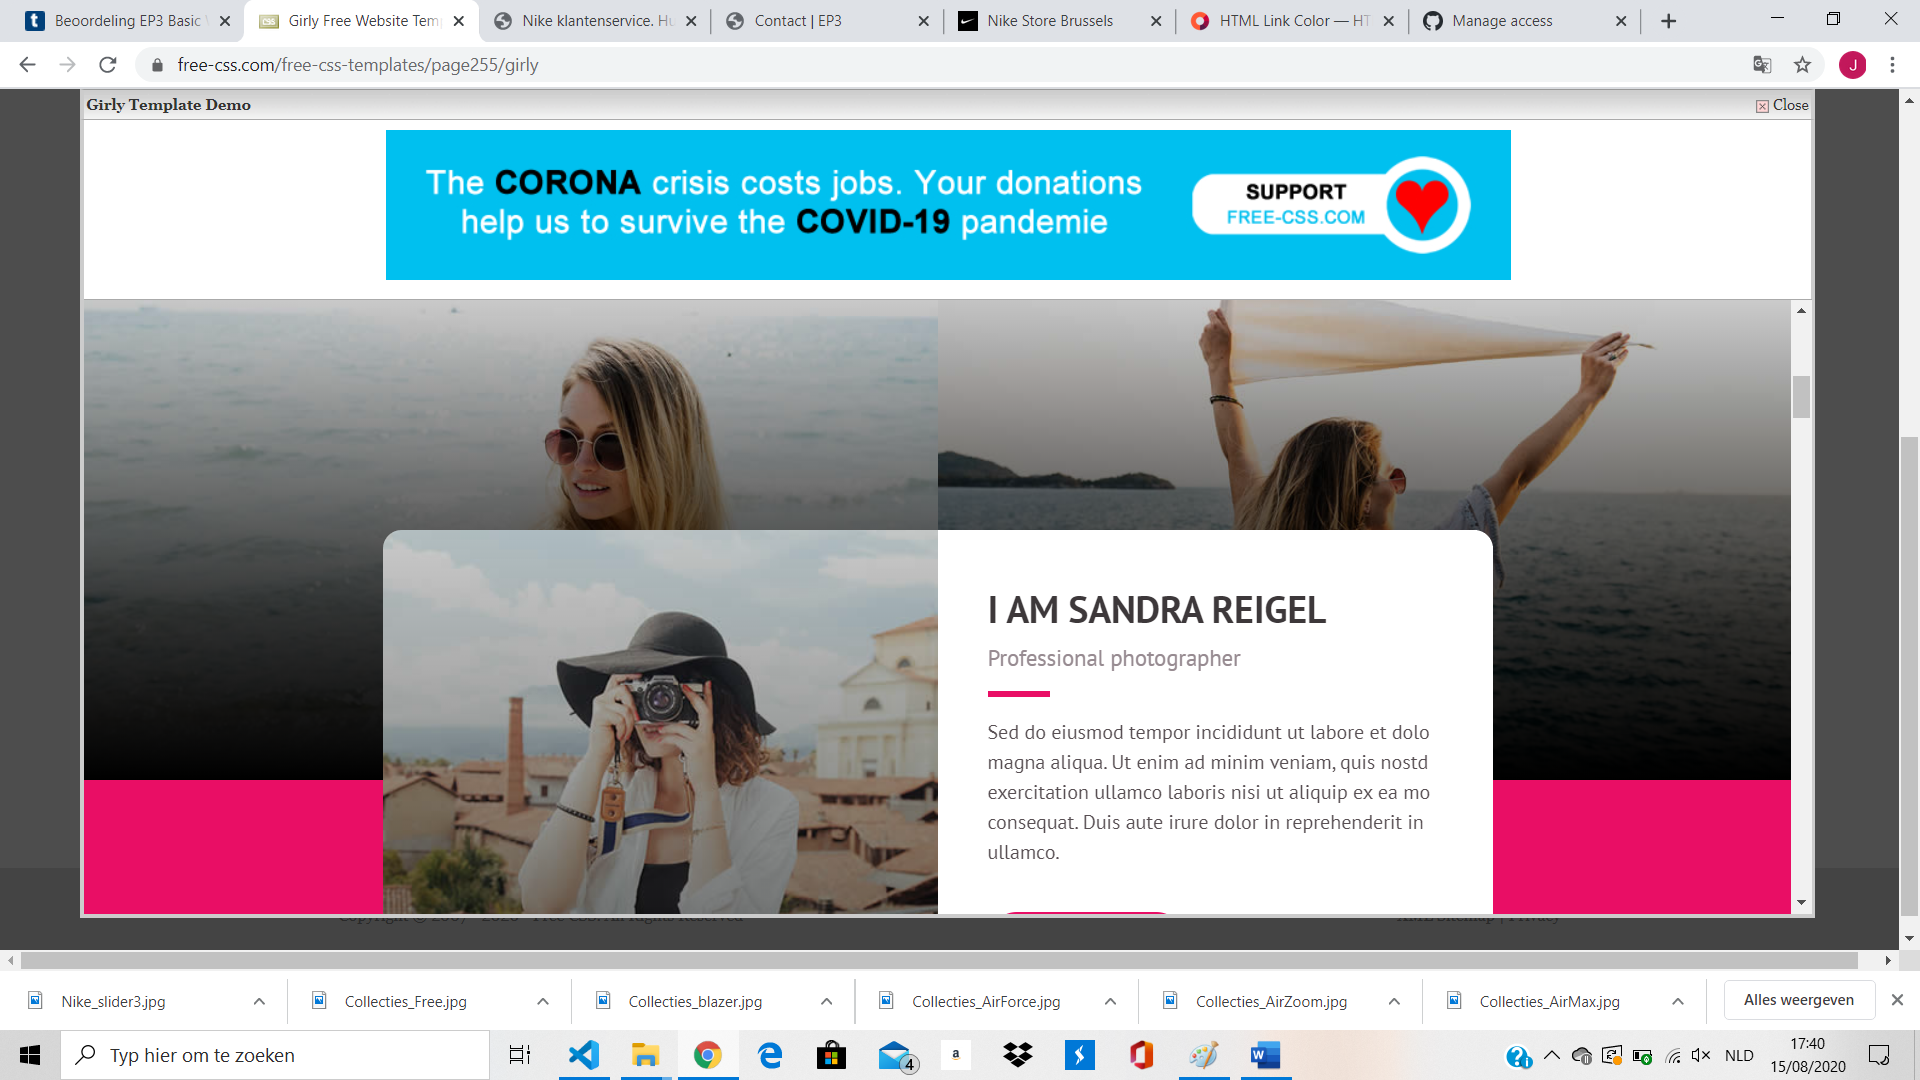 Beoordeling EP3 Basic
Girly Free Website Tem
Nike klantenservice. Hu
Contact | EP3
Nike Store Brussels
HTML Link Color — HT
Manage access
free-css.com/free-css-templates/page255/girly
J
Girly Template Demo
Close
The CORONA crisis costs jobs. Your donations
help us to survive the COVID-19 pandemie
SUPPORT
FREE-CSS.COM
I AM SANDRA REIGEL
Professional photographer
Sed do eiusmod tempor incididunt ut labore et dolo
magna aliqua. Ut enim ad minim veniam, quis nostd
exercitation ullamco laboris nisi ut aliquip ex ea mo
consequat. Duis aute irure dolor in reprehenderit in
ullamco.
Nike_slider3.jpg
Collecties_Free.jpg
Collecties_blazer.jpg
Collecties_AirForce.jpg
Collecties_AirZoom.jpg
Collecties_AirMax.jpg
Alles weergeven
Typ hier om te zoeken
4
NLD
17:40
15/08/2020